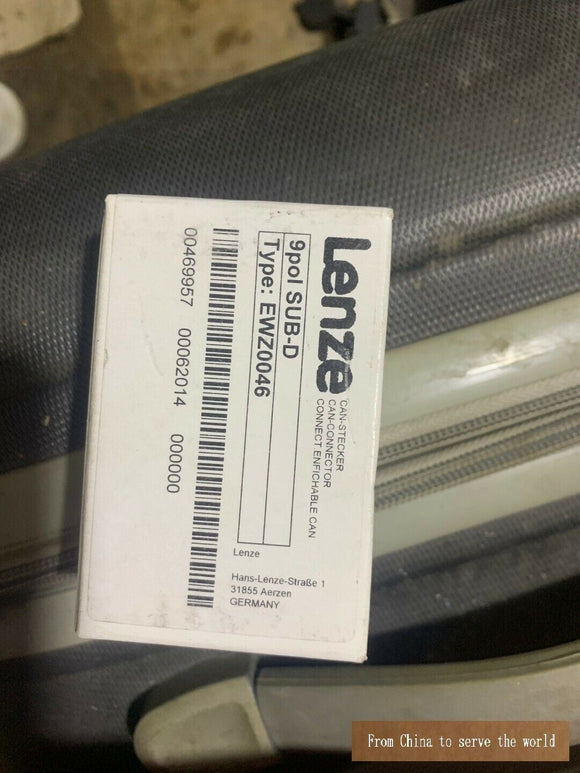 Lenze
CAN-STECKER
CAN-CONNECTOR
CONNECT.ENFICHABLE CAN
9pol SUB-D
Type: EWZ0046
Lenze
Hans-Lenze-Straße 1
31855 Aerzen
GERMANY
00469957 00062014 000000
From China to serve the world